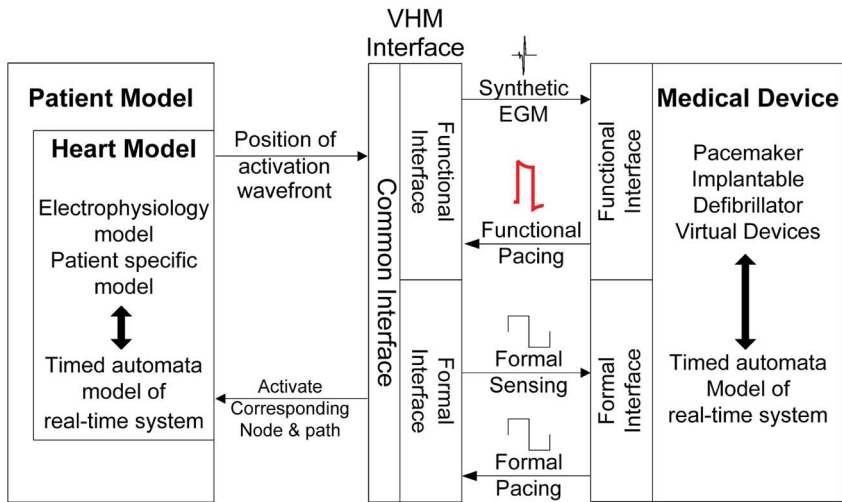 VHM
Interface
Patient Model
Heart Model
Electrophysiology
model
Patient specific
model
Timed automata
model of
real-time system
Position of
activation
wavefront
Activate
Corresponding
Node & path
Common Interface
Functional
Interface
Formal
Interface
Synthetic
EGM
Functional
Pacing
Formal
Sensing
Formal
Pacing
Functional
Interface
Formal
Interface
Medical Device
Pacemaker
Implantable
Defibrillator
Virtual Devices
Timed automata
Model of
real-time system